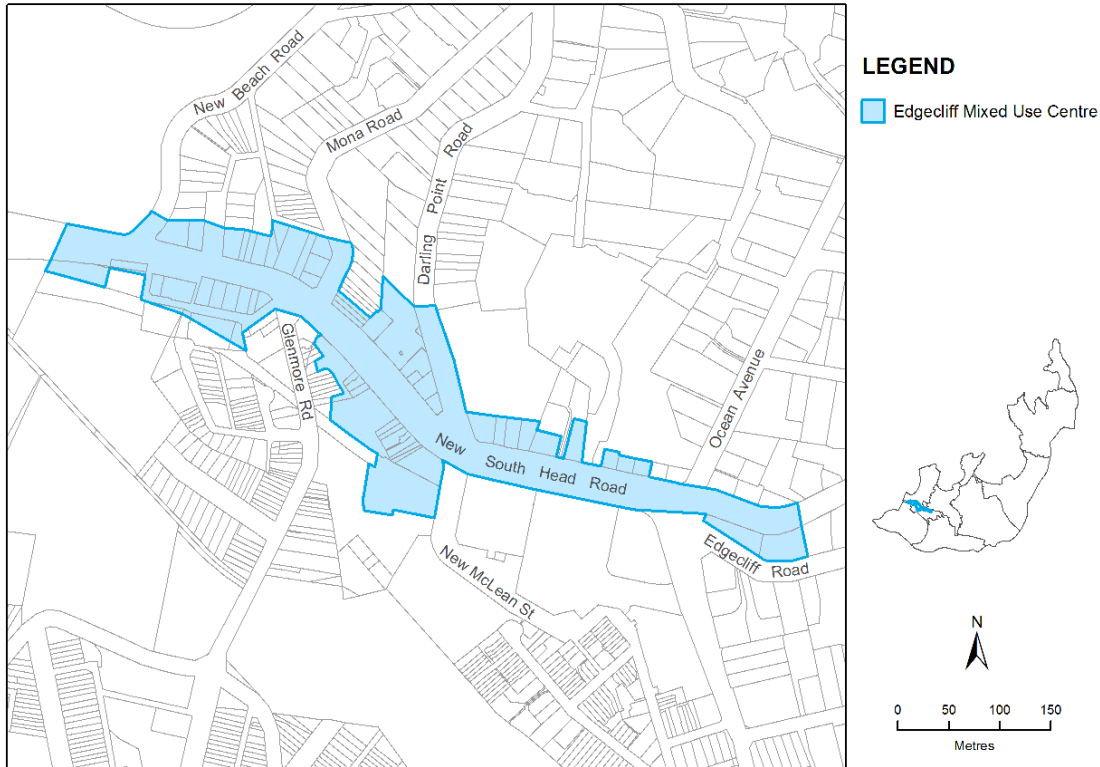 New Beach Road
Mona Road
Darling Point Road
Glenmore Rd
Ocean Avenue
New South Head Road
Edgecliff Road
New McLean St
LEGEND
Edgecliff Mixed Use Centre
N
0 50 100 150
Metres